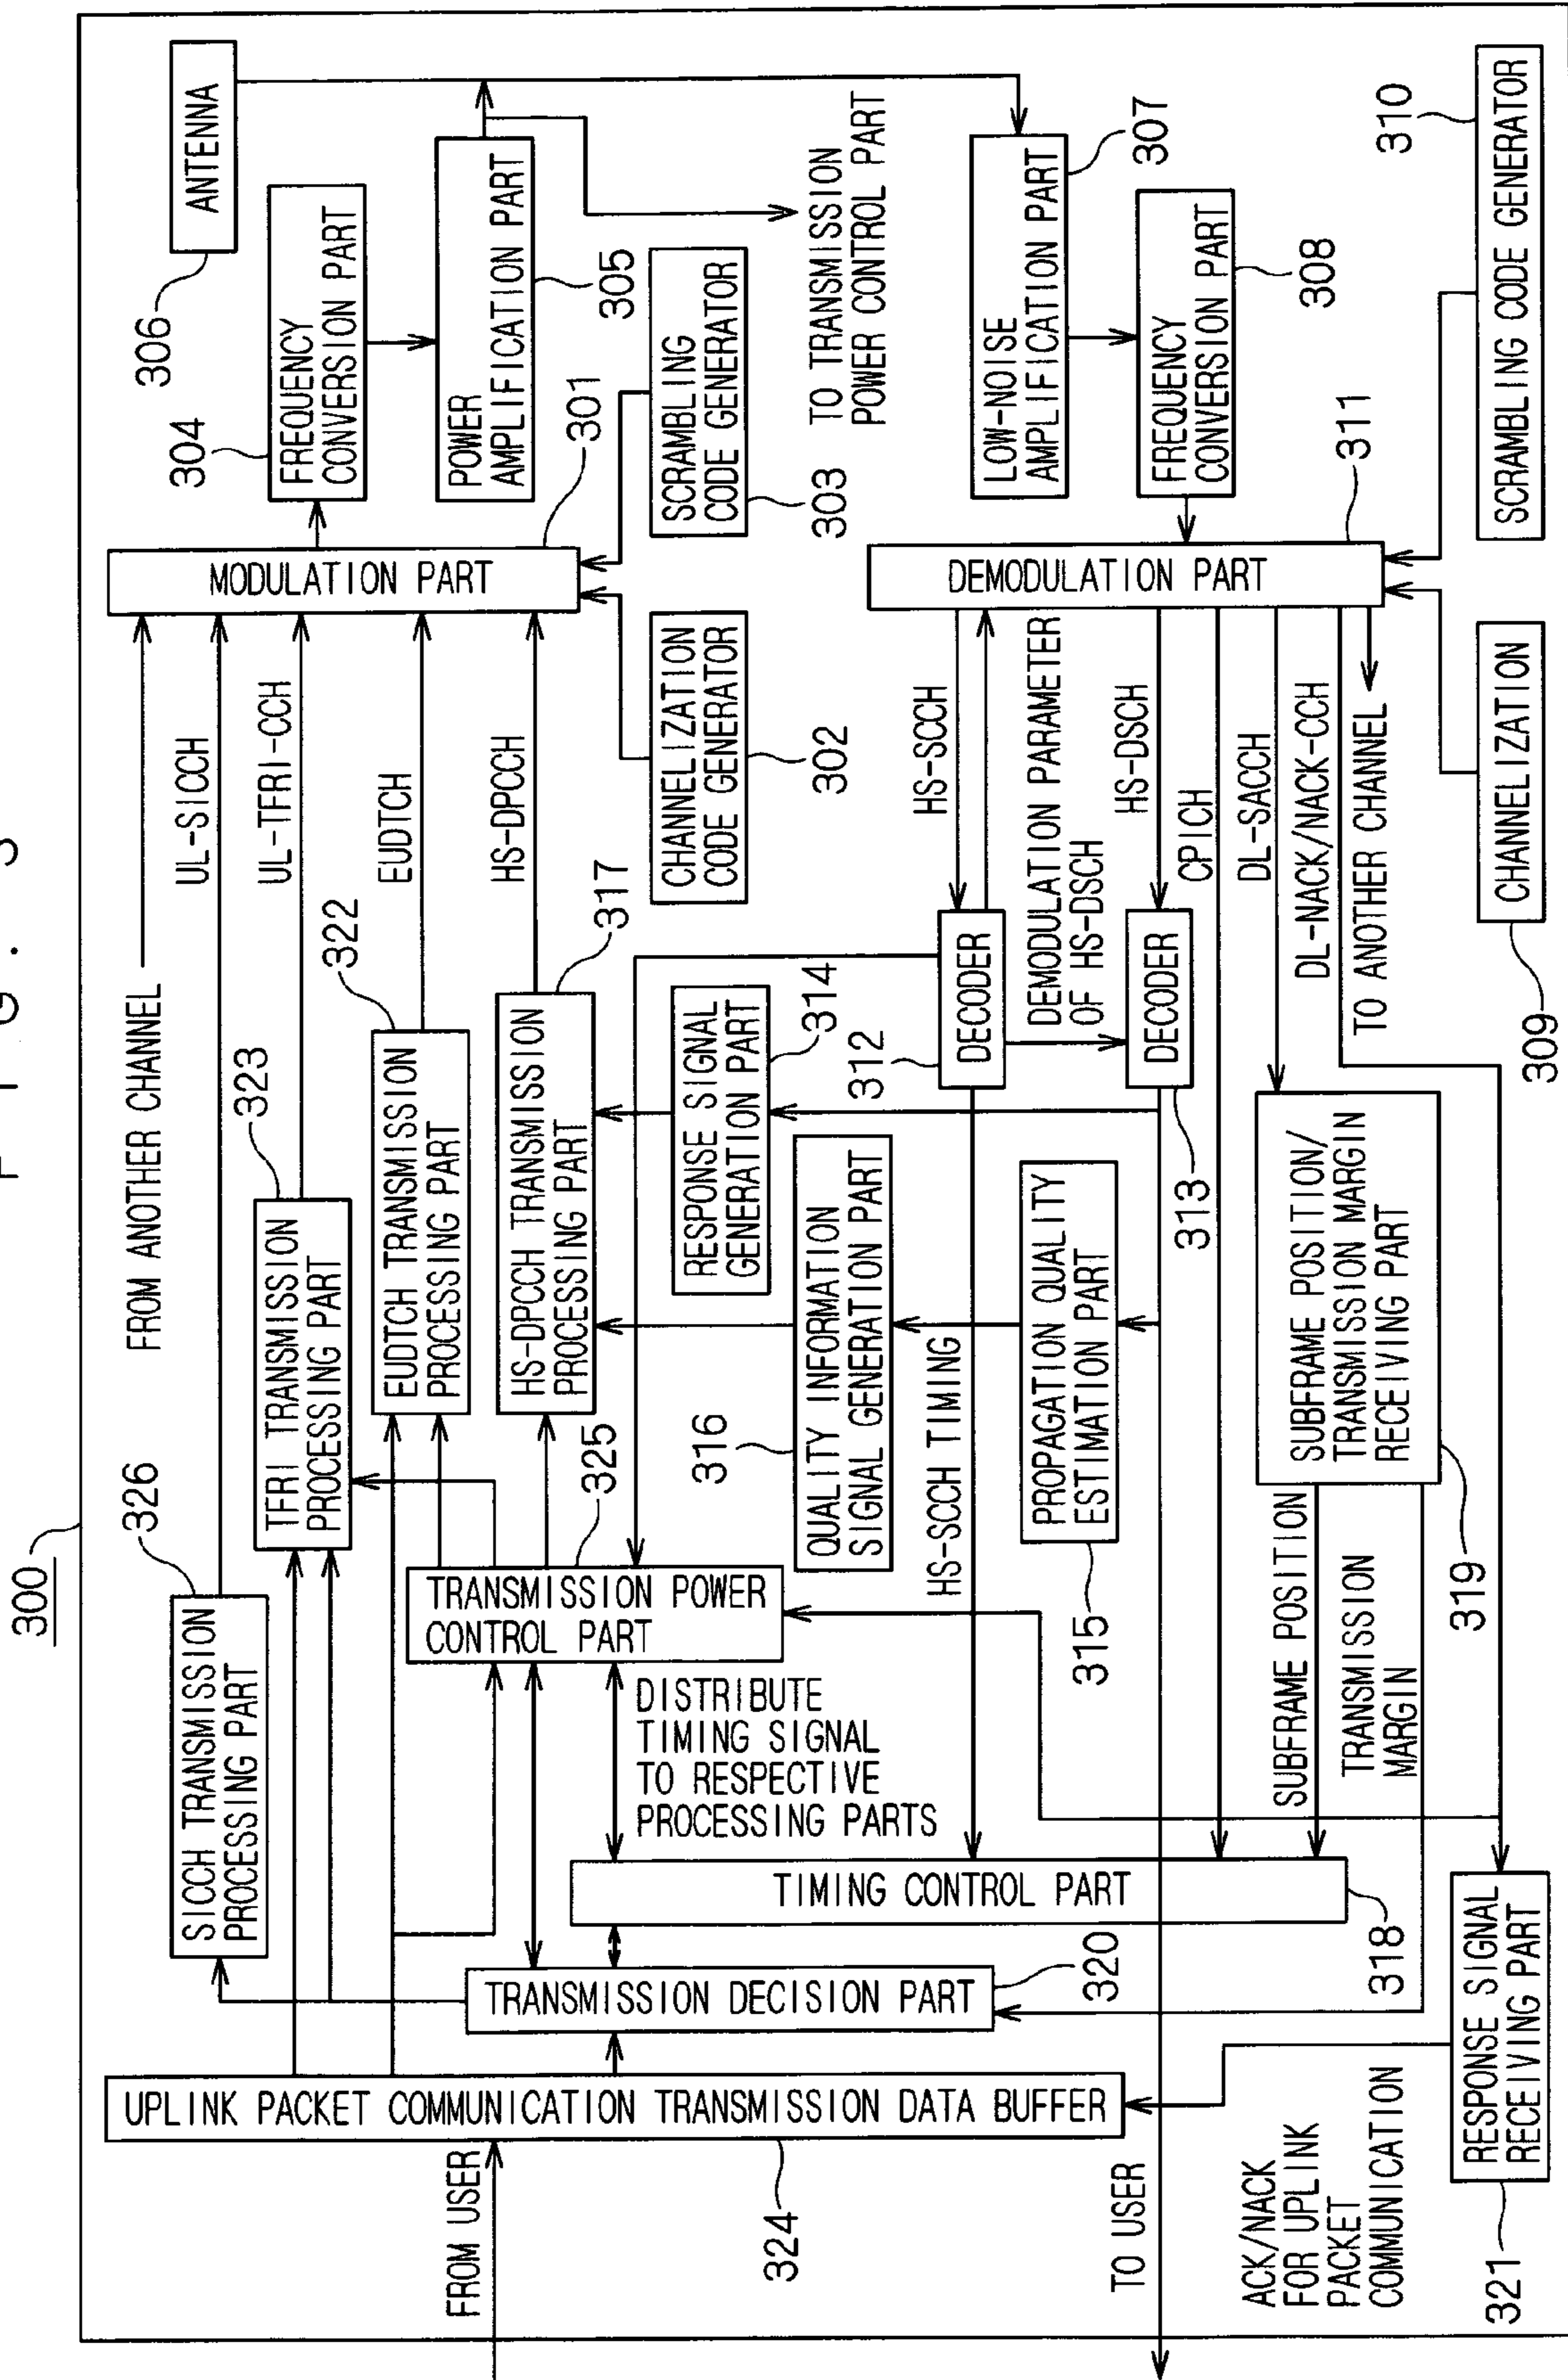 FIG. 3
300
FROM USER
UPLINK PACKET COMMUNICATION TRANSMISSION DATA BUFFER
324
TO USER
ACK/NACK
FOR UPLINK
PACKET
COMMUNICATION
RESPONSE SIGNAL
RECEIVING PART
321
TRANSMISSION DECISION PART
320
TIMING CONTROL PART
318
SICCH TRANSMISSION
PROCESSING PART
326
TRANSMISSION POWER
CONTROL PART
325
DISTRIBUTE
TIMING SIGNAL
TO RESPECTIVE
PROCESSING PARTS
SUBFRAME POSITION
TRANSMISSION
MARGIN
HS-SCCH TIMING
TFRI TRANSMISSION
PROCESSING PART
323
EUDTCH TRANSMISSION
PROCESSING PART
322
HS-DPCCH TRANSMISSION
PROCESSING PART
317
QUALITY INFORMATION
SIGNAL GENERATION PART
316
PROPAGATION QUALITY
ESTIMATION PART
315
RESPONSE SIGNAL
GENERATION PART
314
SUBFRAME POSITION/
TRANSMISSION MARGIN
RECEIVING PART
319
DECODER
312
DECODER
313
DEMODULATION PARAMETER
OF HS-DSCH
FROM ANOTHER CHANNEL
UL-SICCH
UL-TFRI-CCH
EUDTCH
HS-DPCCH
HS-SCCH
HS-DSCH
CPICH
DL-SACCH
DL-NACK/NACK-CCH
TO ANOTHER CHANNEL
CHANNELIZATION
CODE GENERATOR
302
CHANNELIZATION
309
MODULATION PART
301
SCRAMBLING
CODE GENERATOR
303
DEMODULATION PART
311
SCRAMBLING CODE GENERATOR
310
FREQUENCY
CONVERSION PART
304
POWER
AMPLIFICATION PART
305
ANTENNA
306
TO TRANSMISSION
POWER CONTROL PART
LOW-NOISE
AMPLIFICATION PART
307
FREQUENCY
CONVERSION PART
308